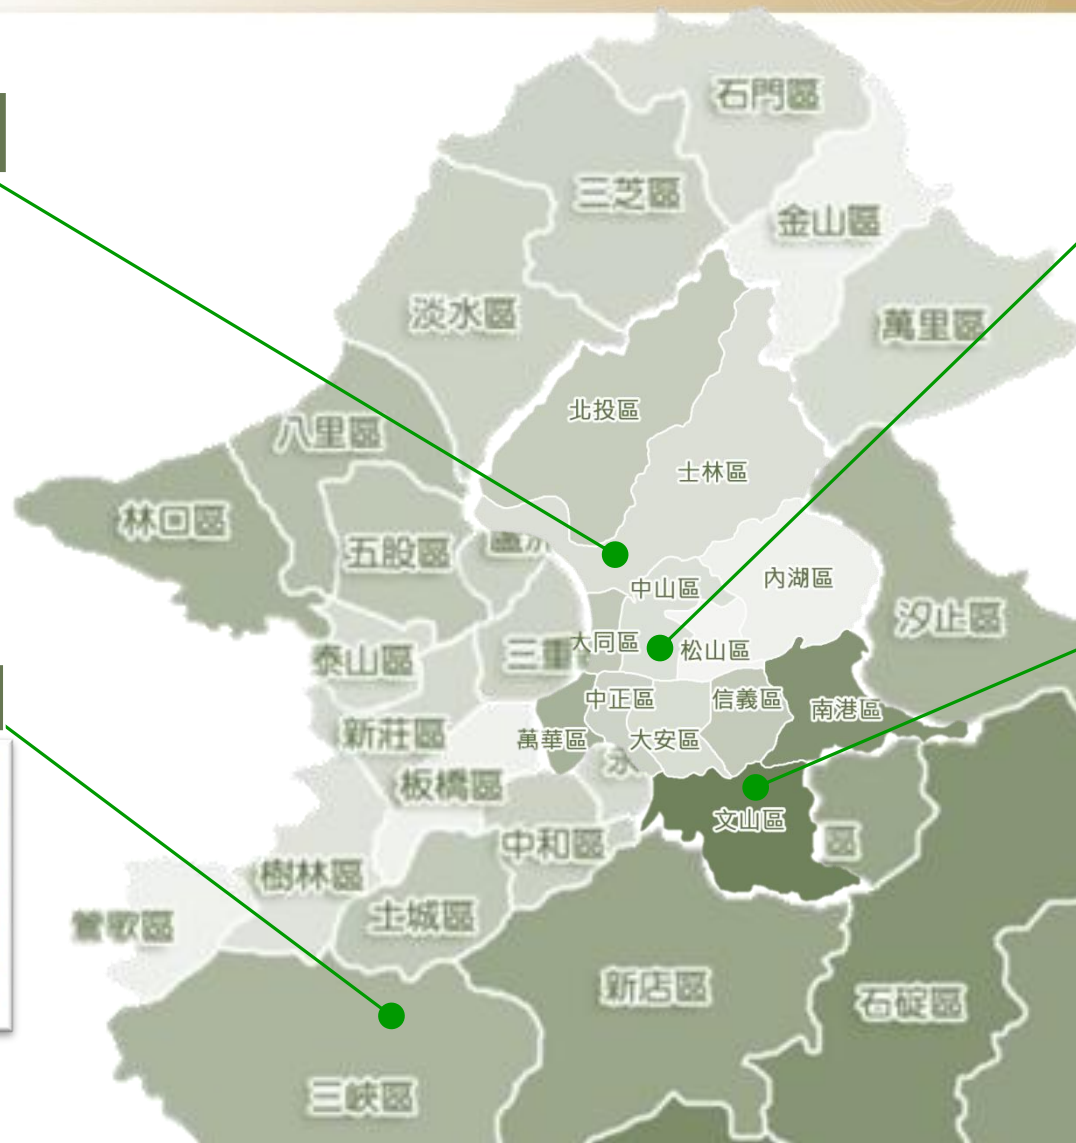 石門區
三芝區
金山區
淡水區
萬里區
北投區
八里區
士林區
林口區
五股區
內湖區
中山區
汐止區
大同區
松山區
三重
泰山區
中正區
信義區
南港區
新莊區
萬華區
大安區
永
板橋區
文山區
中和區
區
樹林區
土城區
鶯歌區
新店區
石碇區
三峽區